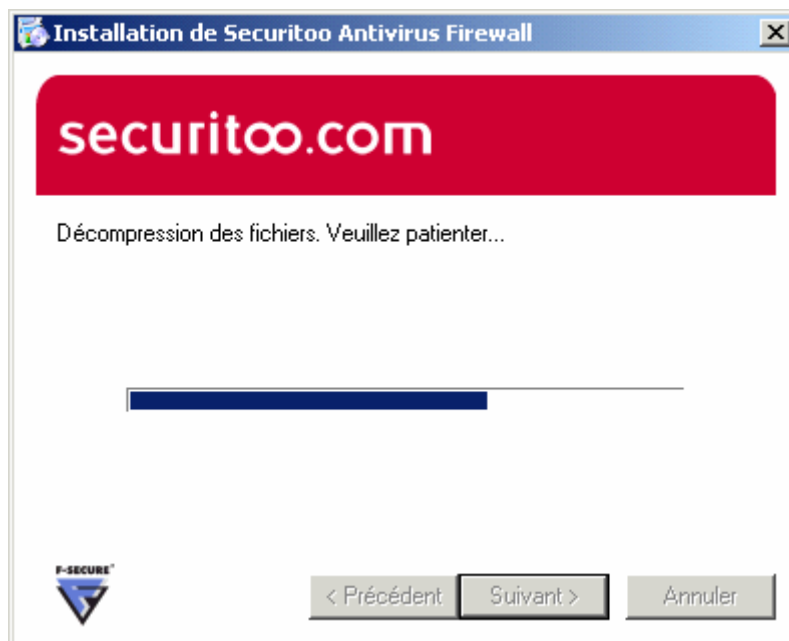 Installation de Securitoo Antivirus Firewall
securitoo.com
Décompression des fichiers. Veuillez patienter...
F-SECURE®
< Précédent
Suivant >
Annuler